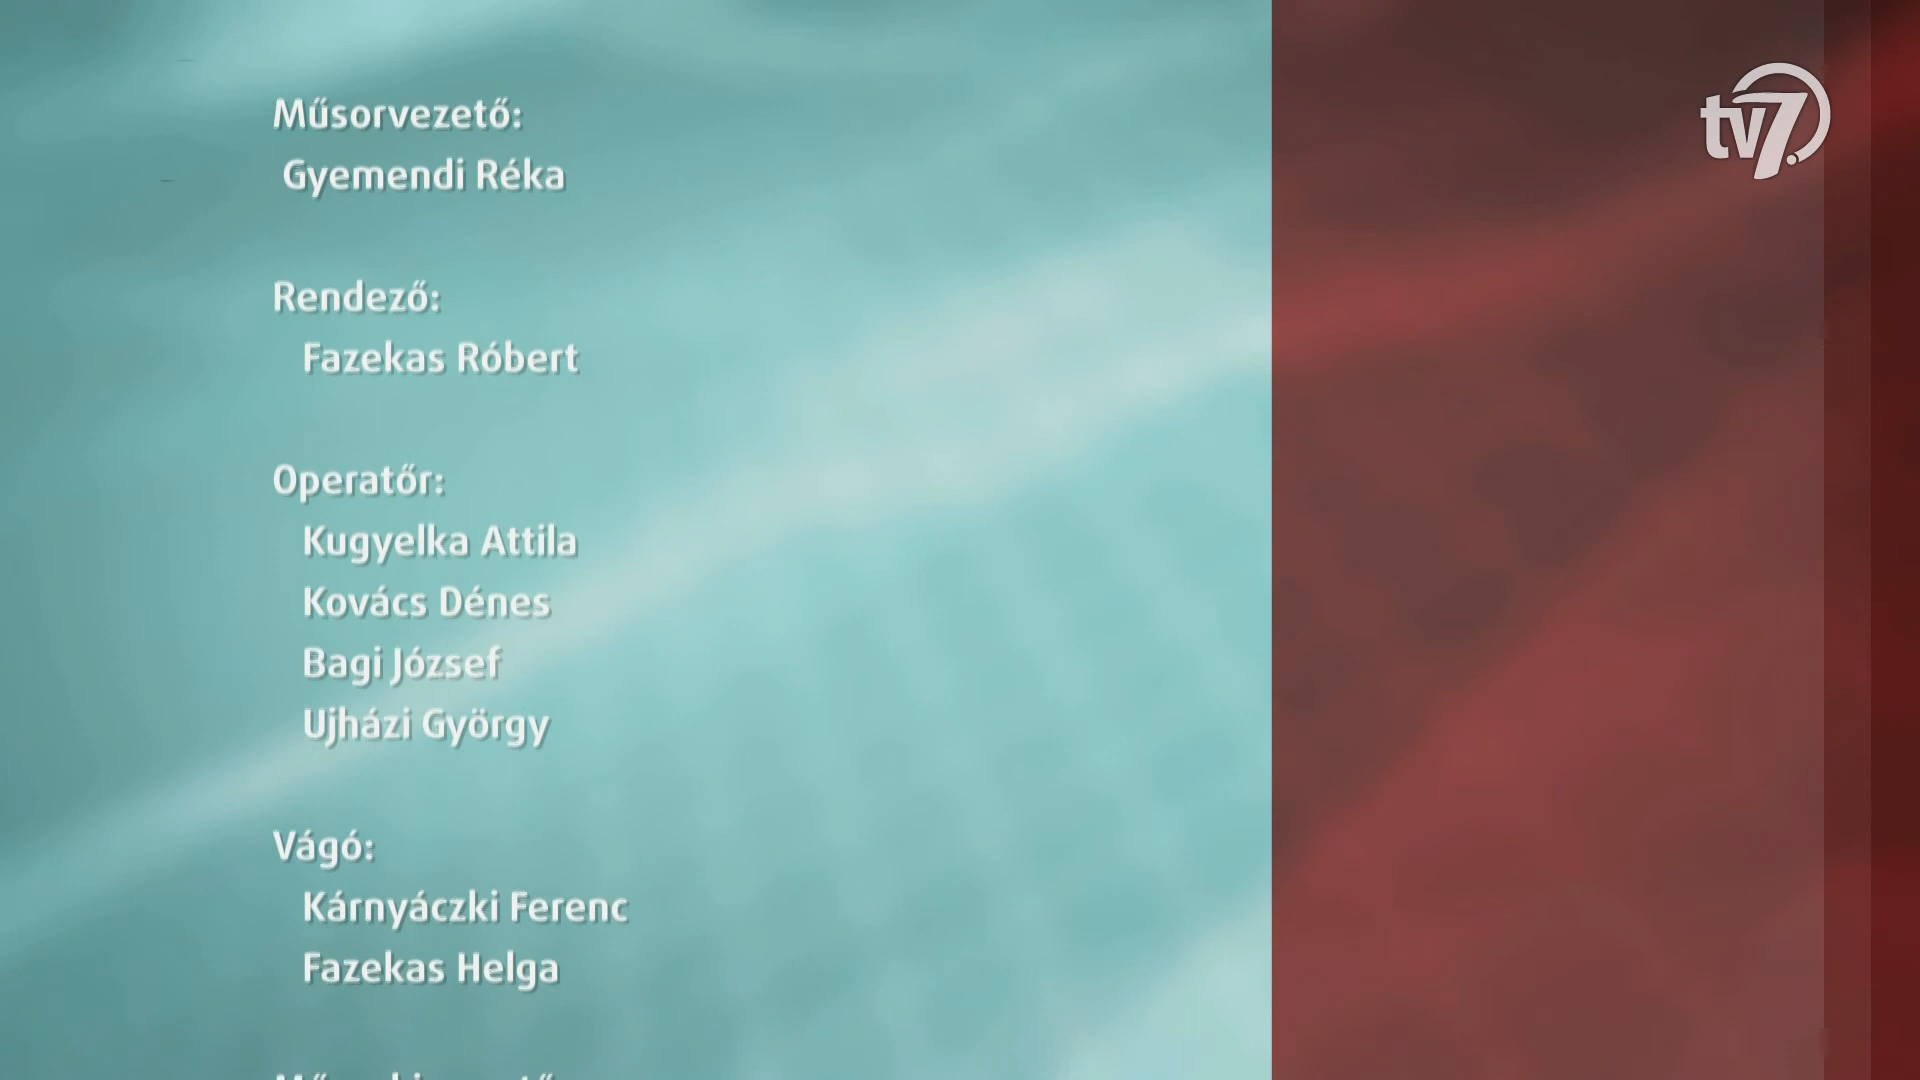 tv7.
Műsorvezető:
Gyemendi Réka
Rendező:
Fazekas Róbert
Operatőr:
Kugyelka Attila
Kovács Dénes
Bagi József
Ujházi György
Vágó:
Kárnyáczki Ferenc
Fazekas Helga